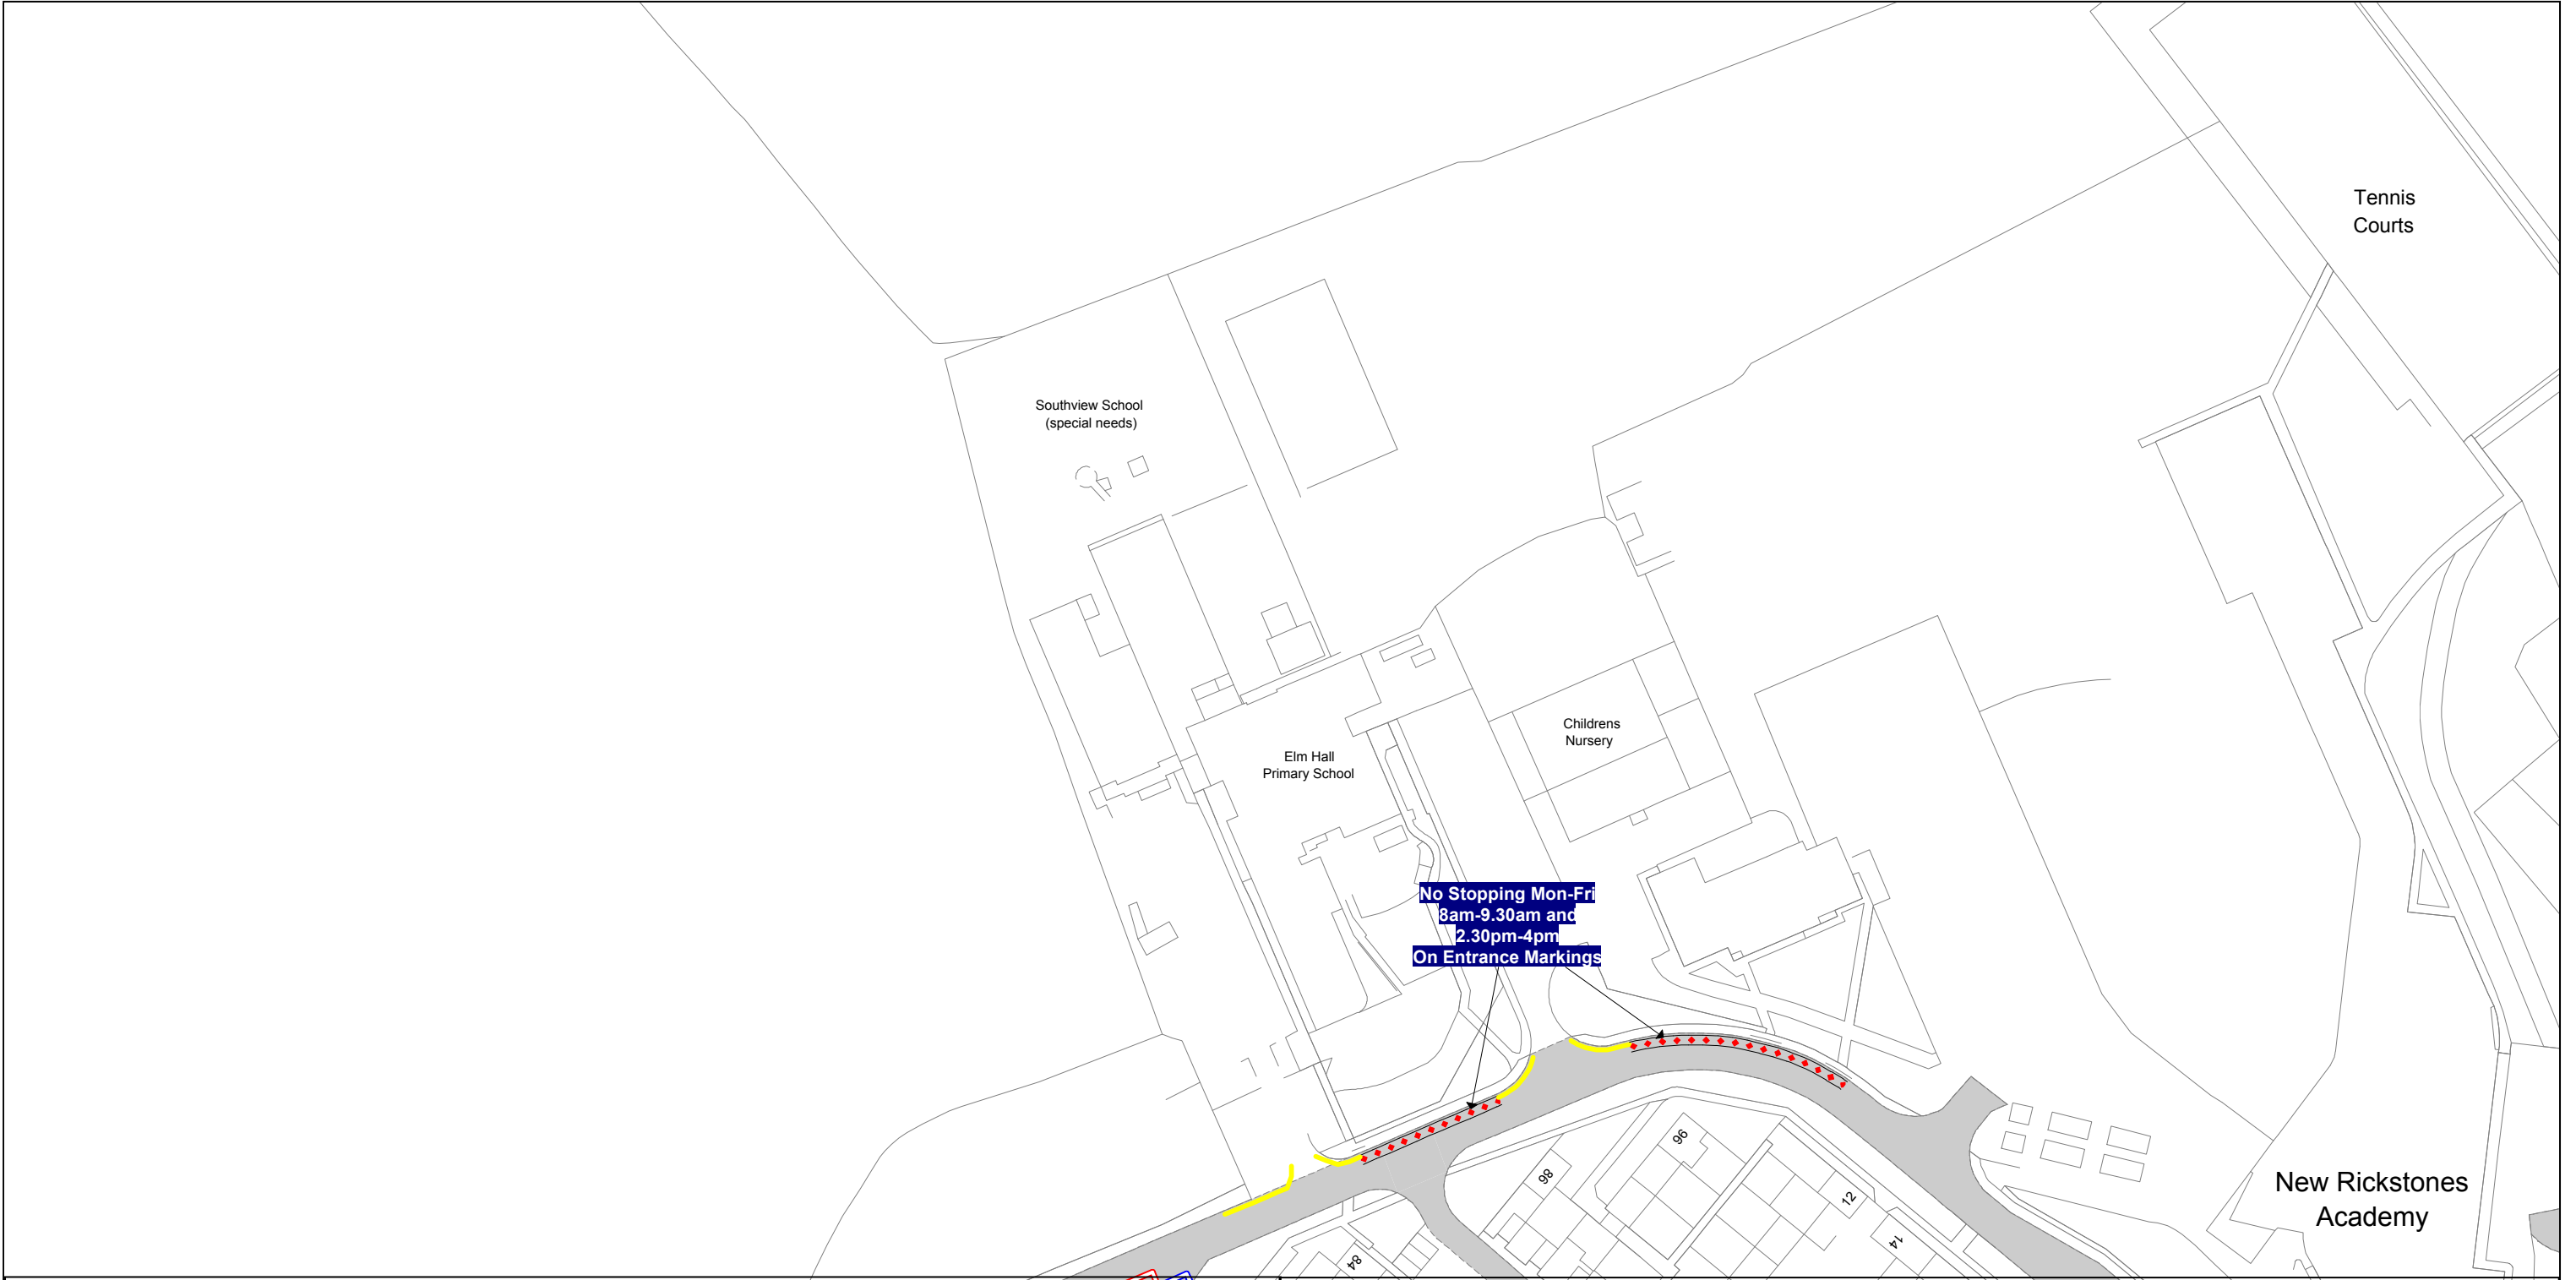 Tennis
Courts
Southview School
(special needs)
Childrens
Nursery
Elm Hall
Primary School
No Stopping Mon-Fri
8am-9.30am and
2.30pm-4pm
On Entrance Markings
96
98
12
14
84
New Rickstones
Academy